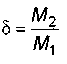 δ = M₂/M₁